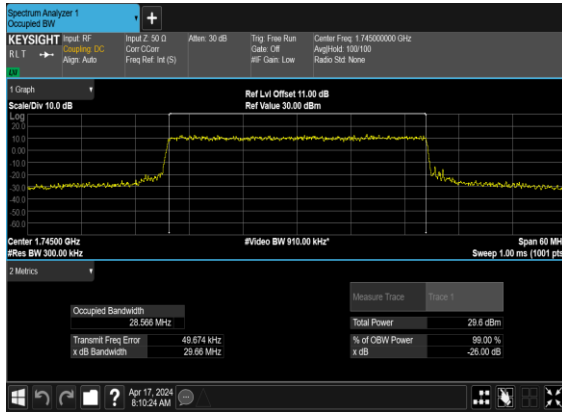 Spectrum Analyzer 1
Occupied BW
+
KEYSIGHT Input: RF Input Z: 50 Ω Atten: 30 dB Trig: Free Run Center Freq: 1.745000000 GHz
RLT Coupling: DC Corr CCorr Gate: Off Avg|Hold: 100/100
Align: Auto Freq Ref: Int (S) #IF Gain: Low Radio Std: None
LXI
1 Graph
Ref Lvl Offset 11.00 dB
Scale/Div 10.0 dB Ref Value 30.00 dBm
Log
20.0
10.0
0.00
-10.0
-20.0
-30.0
-40.0
-50.0
-60.0
Center 1.74500 GHz #Video BW 910.00 kHz* Span 60 MH
#Res BW 300.00 kHz Sweep 1.00 ms (1001 pts
2 Metrics
Measure Trace Trace 1
Occupied Bandwidth
28.566 MHz Total Power 29.6 dBm
Transmit Freq Error 49.674 kHz % of OBW Power 99.00 %
x dB Bandwidth 29.66 MHz x dB -26.00 dB
? Apr 17, 2024
8:10:24 AM